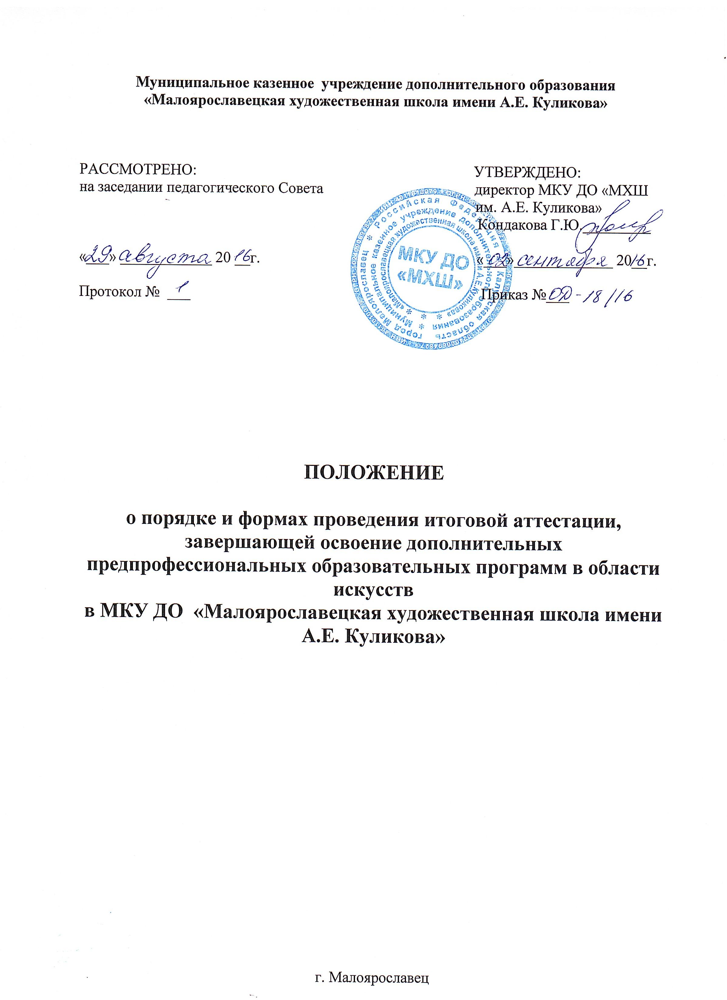 Муниципальное казенное учреждение дополнительного образования
«Малоярославецкая художественная школа имени А.Е. Куликова»
РАССМОТРЕНО:
на заседании педагогического Совета
«29» августа 20 16г.
Протокол № 1
УТВЕРЖДЕНО:
директор МКУ ДО «МХШ
им. А.Е. Куликова»
Кондакова Г.Ю.
«02» сентября 2016г.
Приказ № ОД-18/16
Российская Федерация * Калужская область город Малоярославец *
Муниципальное казенное учреждение дополнительного образования *
«Малоярославецкая художественная школа имени А.Е.Куликова» * * *
МКУ ДО
«МХШ»
ПОЛОЖЕНИЕ
о порядке и формах проведения итоговой аттестации,
завершающей освоение дополнительных
предпрофессиональных образовательных программ в области
искусств
в МКУ ДО «Малоярославецкая художественная школа имени
А.Е. Куликова»
г. Малоярославец